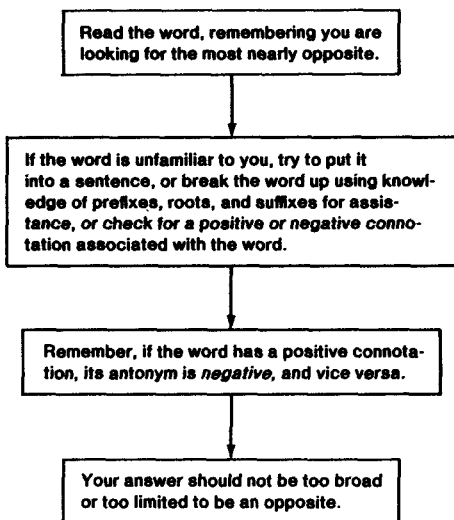 Read the word, remembering you are
looking for the most nearly opposite.
If the word is unfamiliar to you, try to put it
into a sentence, or break the word up using knowl-
edge of prefixes, roots, and suffixes for assis-
tance, or check for a positive or negative conno-
tation associated with the word.
Remember, if the word has a positive connota-
tion, its antonym is negative, and vice versa.
Your answer should not be too broad
or too limited to be an opposite.